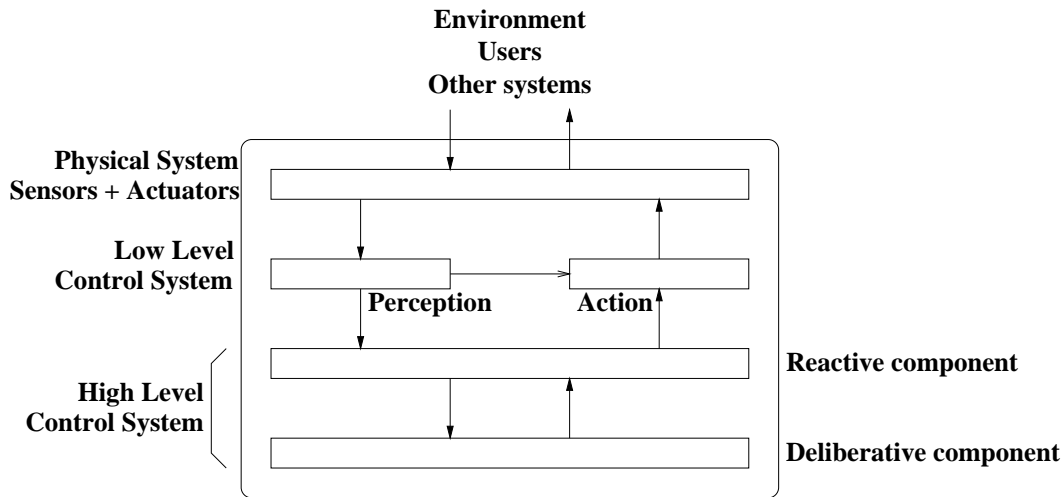 Environment
Users
Other systems
Physical System
Sensors + Actuators
Low Level
Control System
Perception
Action
Reactive component
High Level
Control System
Deliberative component